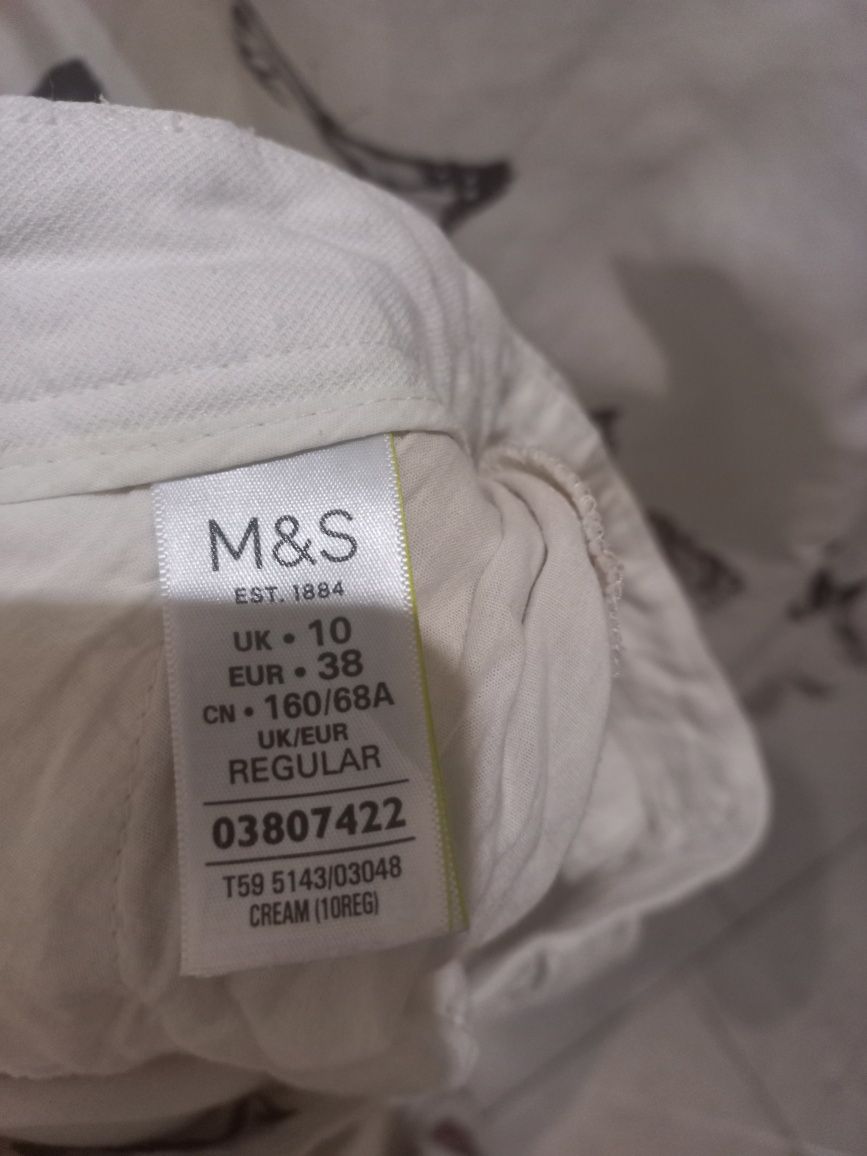 M&S
EST. 1884
UK • 10
EUR • 38
CN • 160/68A
UK/EUR
REGULAR
03807422
T59 5143/03048
CREAM (10REG)